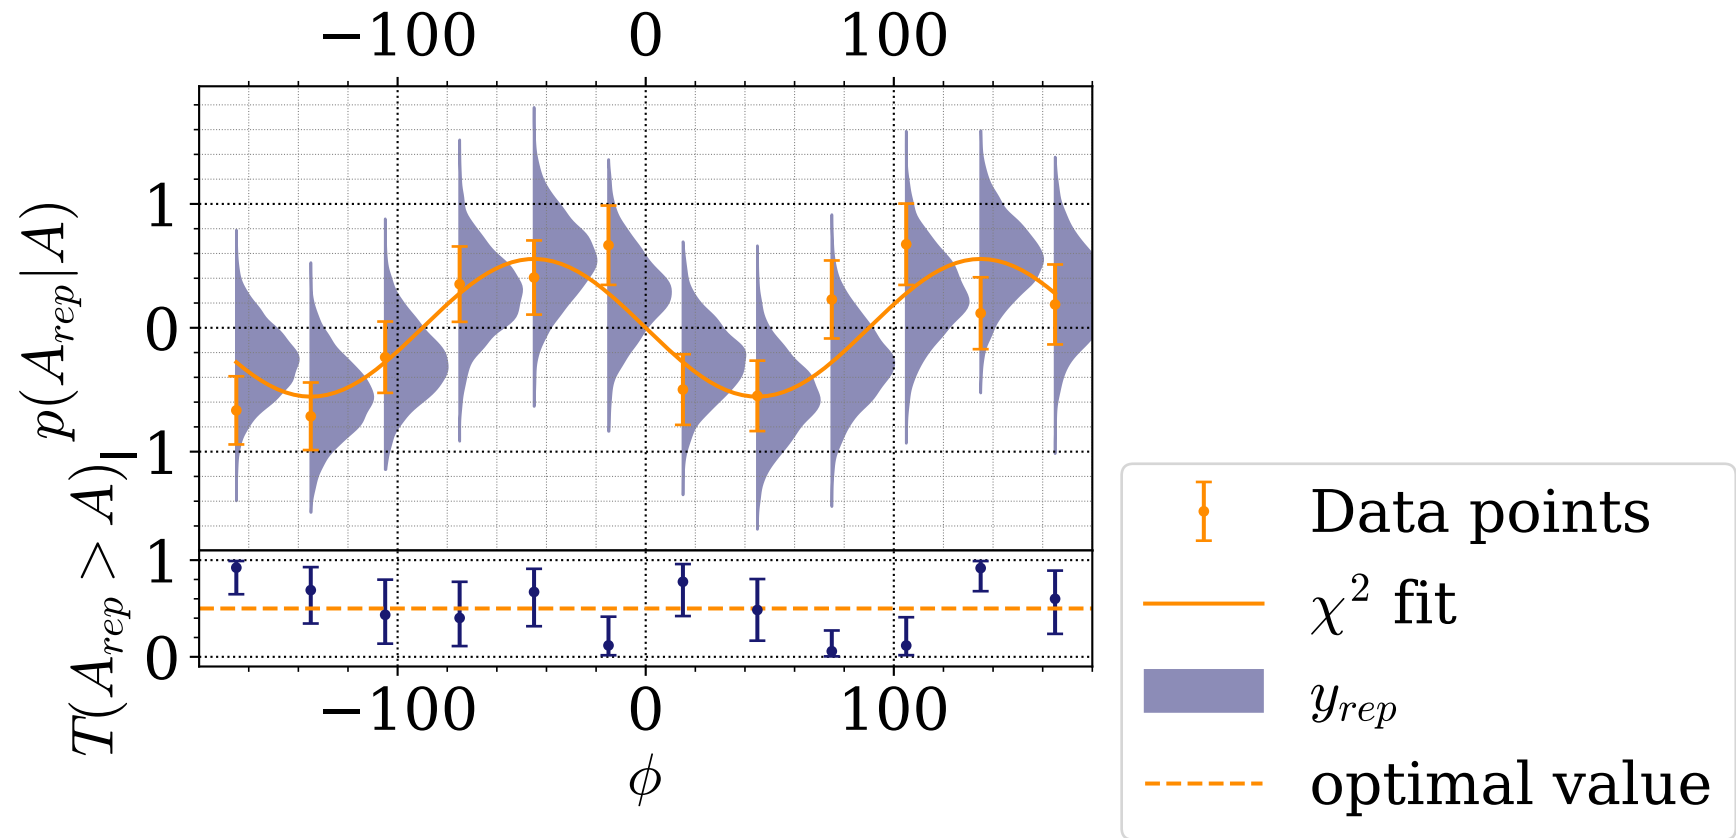 −100 0 100
p(A_rep|A)
1
0
−1
T(A_rep > A)
1
0
−100 0 100
ϕ
Data points
χ² fit
y_rep
optimal value